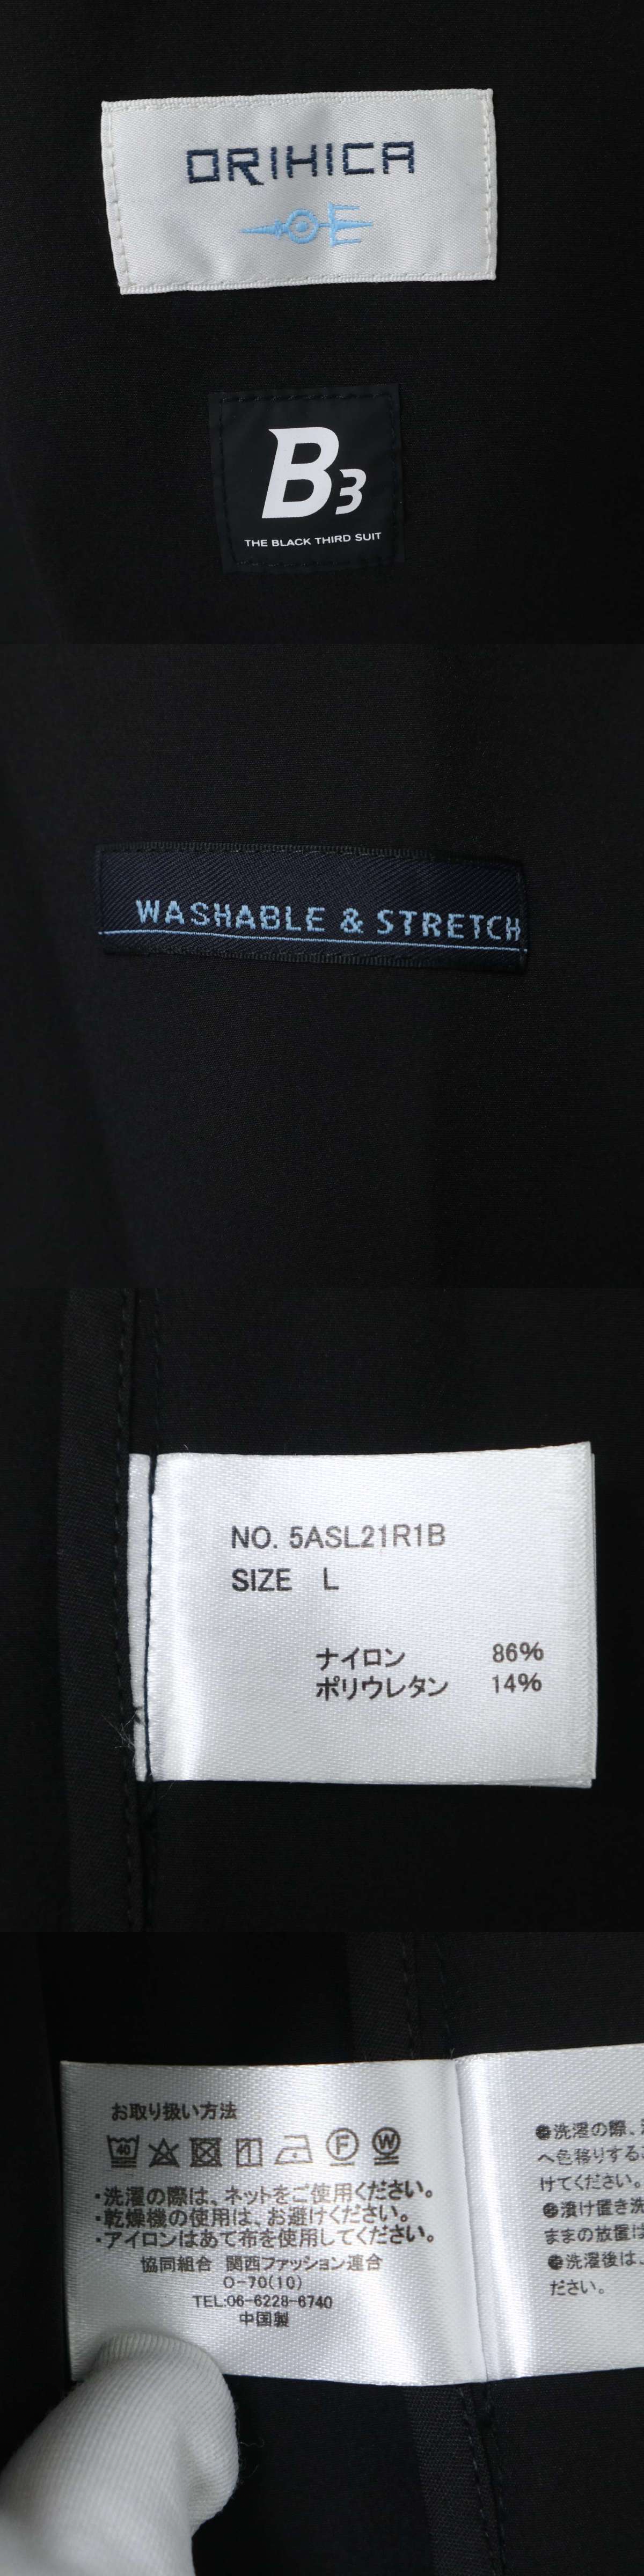 ORIHICA
B3
THE BLACK THIRD SUIT
WASHABLE & STRETCH
NO. 5ASL21R1B
SIZE L
ナイロン 86%
ポリウレタン 14%
お取り扱い方法
40
F
W
・洗濯の際は、ネットをご使用ください。
・乾燥機の使用は、お避けください。
・アイロンはあて布を使用してください。
協同組合 関西ファッション連合
O-70(10)
TEL:06-6228-6740
中国製
●洗濯の際、
へ色移りする
けてください。
●漬け置き洗
ままの放置は
●洗濯後は、
ださい。